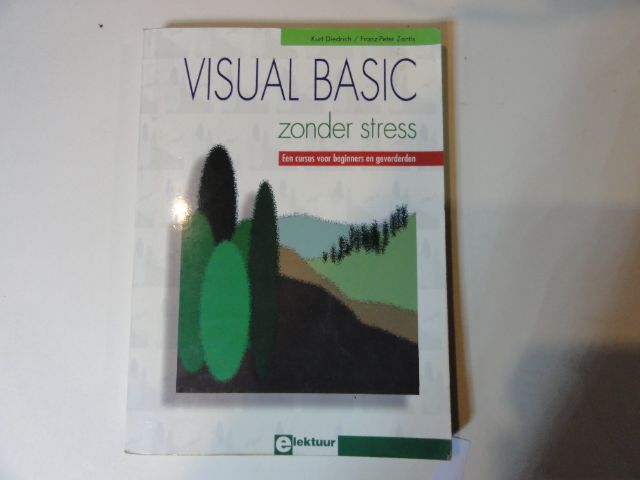 Kurt Diedrich / Franz-Peter Zantis
VISUAL BASIC
zonder stress
Een cursus voor beginners en gevorderden
elektuur